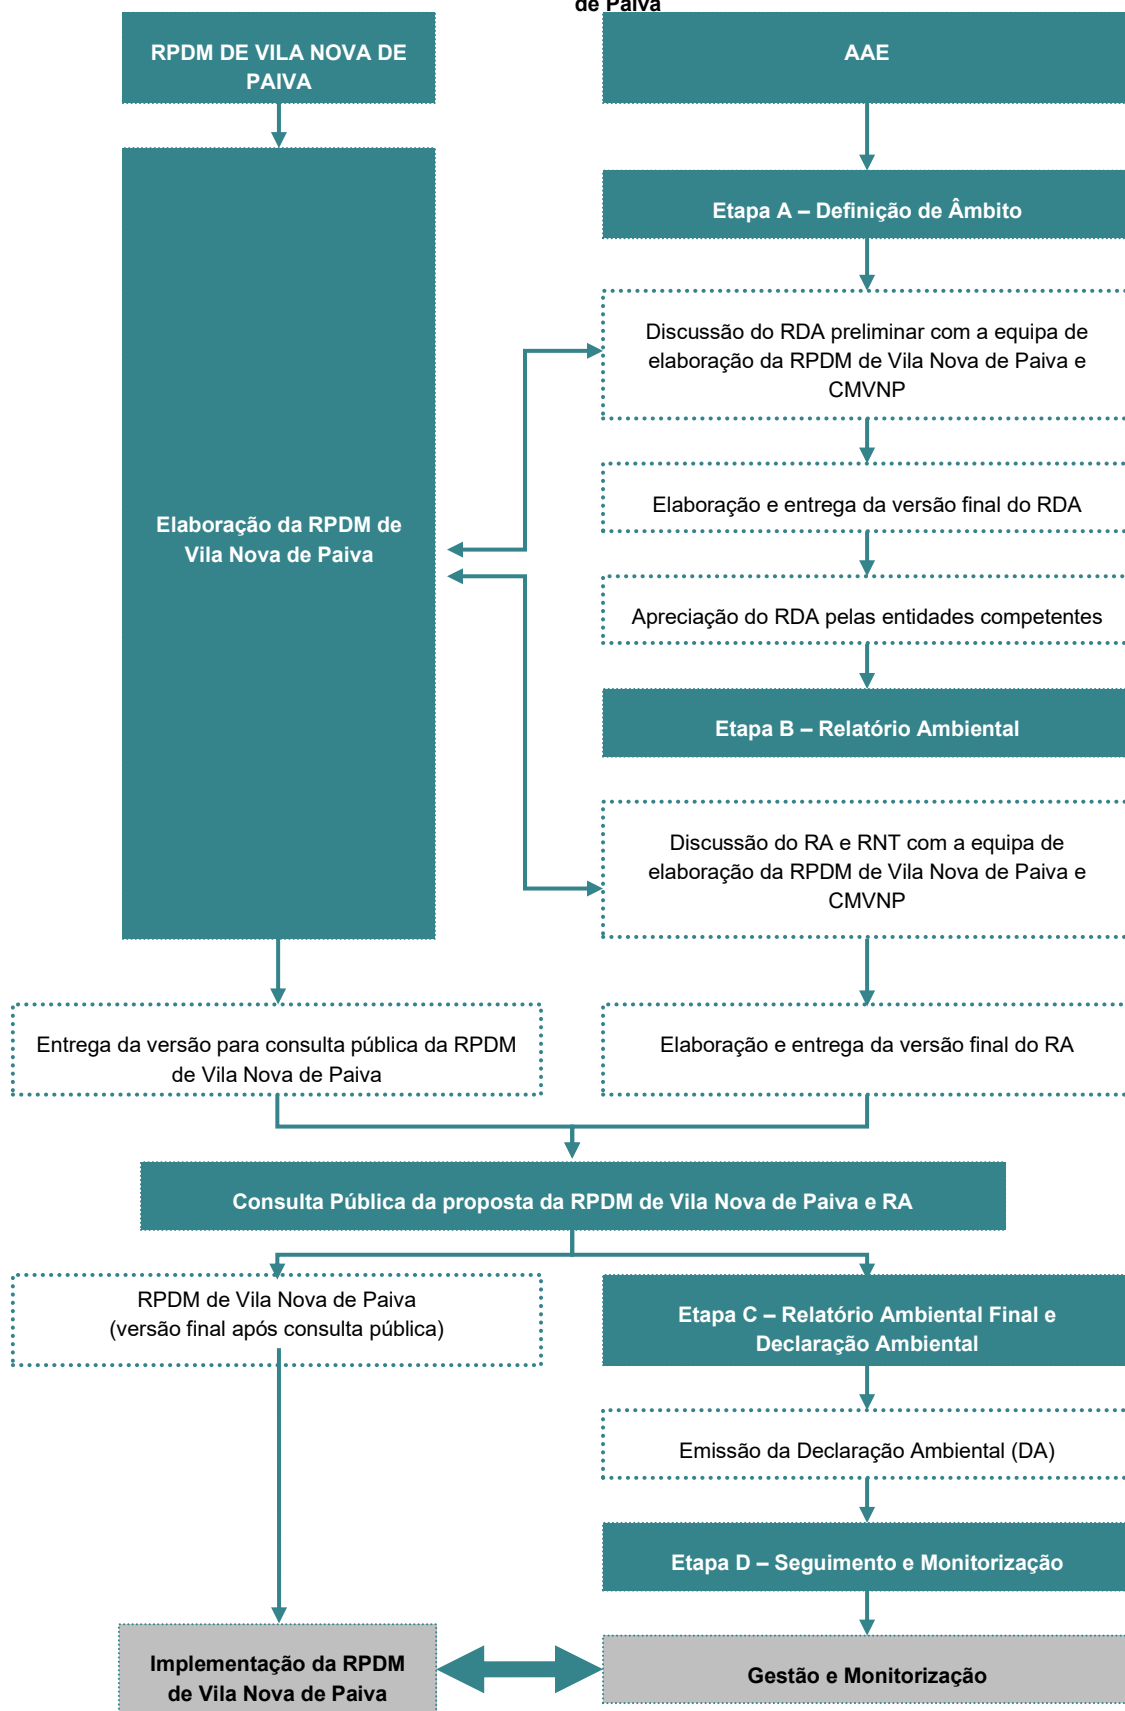 de Paiva
RPDM DE VILA NOVA DE
PAIVA
AAE
Etapa A – Definição de Âmbito
Discussão do RDA preliminar com a equipa de
elaboração da RPDM de Vila Nova de Paiva e
CMVNP
Elaboração e entrega da versão final do RDA
Elaboração da RPDM de
Vila Nova de Paiva
Apreciação do RDA pelas entidades competentes
Etapa B – Relatório Ambiental
Discussão do RA e RNT com a equipa de
elaboração da RPDM de Vila Nova de Paiva e
CMVNP
Entrega da versão para consulta pública da RPDM
de Vila Nova de Paiva
Elaboração e entrega da versão final do RA
Consulta Pública da proposta da RPDM de Vila Nova de Paiva e RA
RPDM de Vila Nova de Paiva
(versão final após consulta pública)
Etapa C – Relatório Ambiental Final e
Declaração Ambiental
Emissão da Declaração Ambiental (DA)
Etapa D – Seguimento e Monitorização
Implementação da RPDM
de Vila Nova de Paiva
Gestão e Monitorização